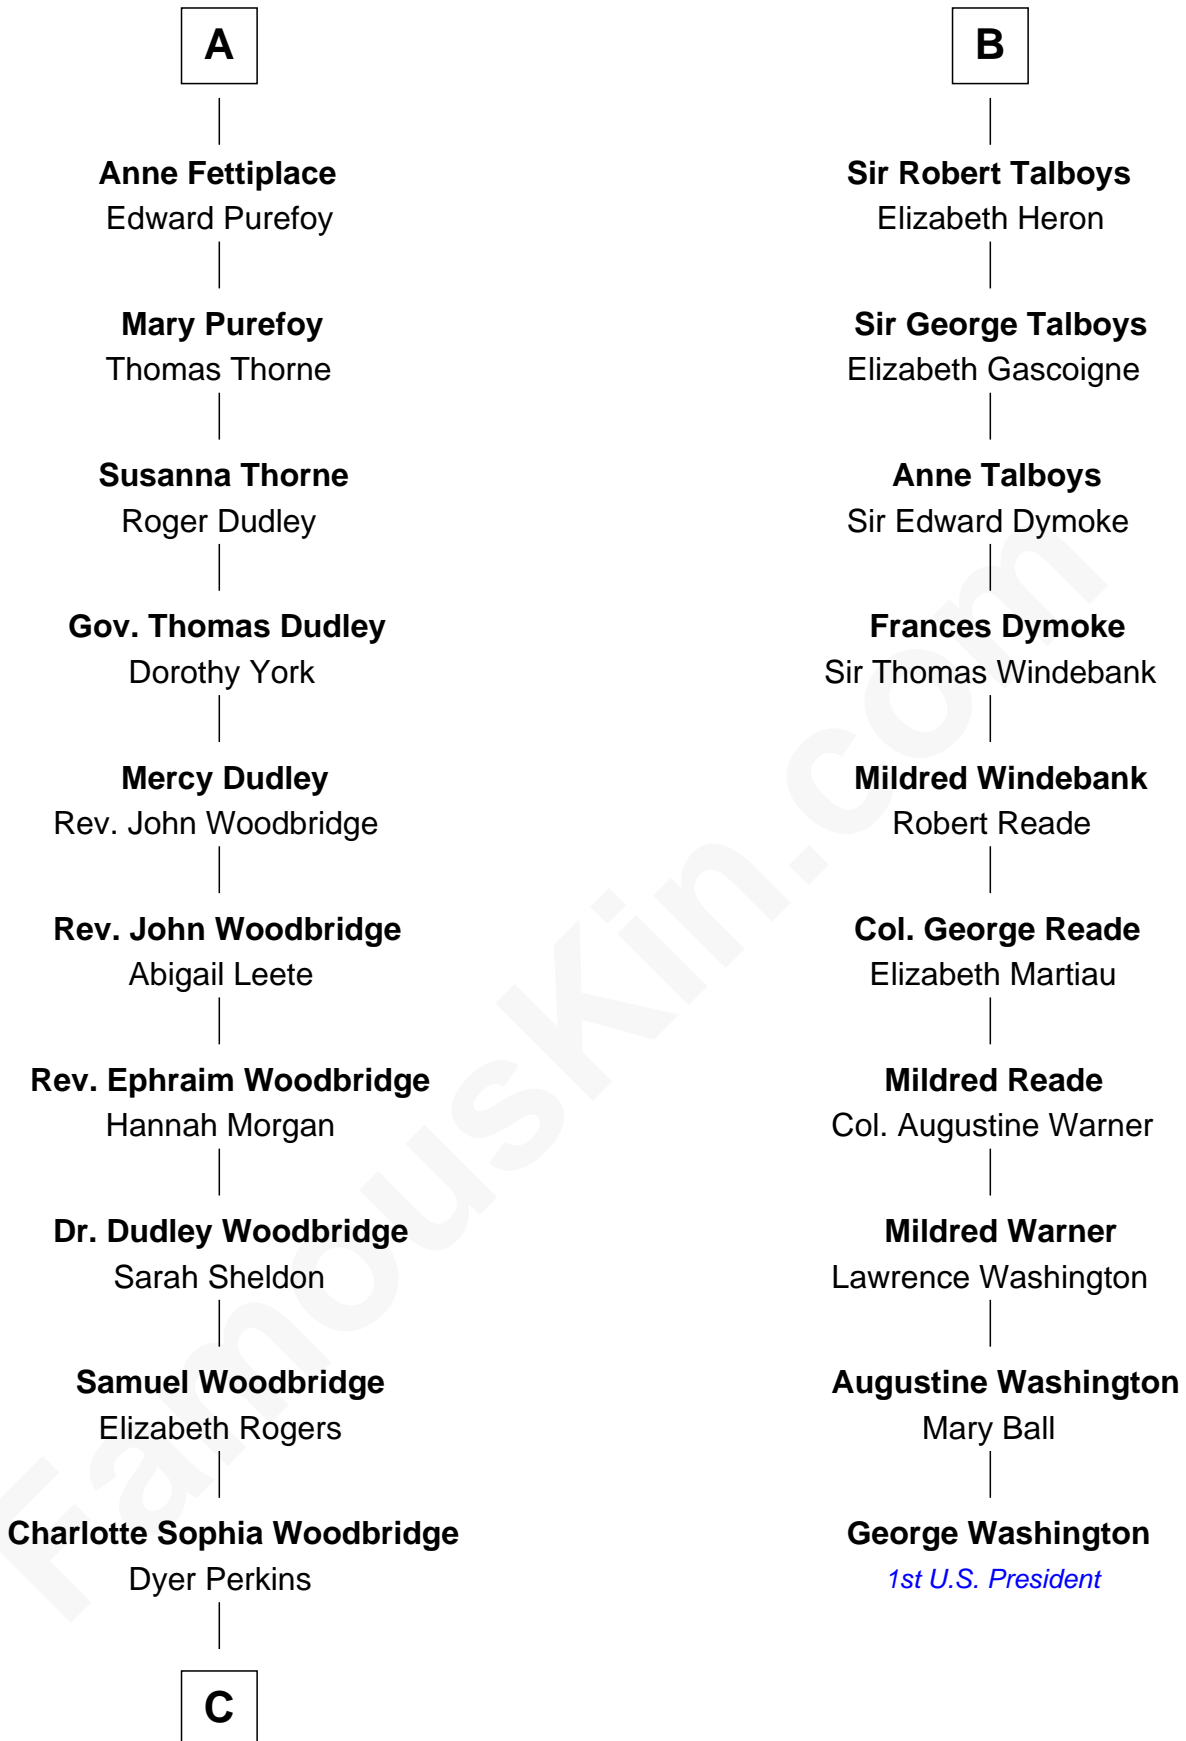 A
Anne Fettiplace
Edward Purefoy
Mary Purefoy
Thomas Thorne
Susanna Thorne
Roger Dudley
Gov. Thomas Dudley
Dorothy York
Mercy Dudley
Rev. John Woodbridge
Rev. John Woodbridge
Abigail Leete
Rev. Ephraim Woodbridge
Hannah Morgan
Dr. Dudley Woodbridge
Sarah Sheldon
Samuel Woodbridge
Elizabeth Rogers
Charlotte Sophia Woodbridge
Dyer Perkins
C
B
Sir Robert Talboys
Elizabeth Heron
Sir George Talboys
Elizabeth Gascoigne
Anne Talboys
Sir Edward Dymoke
Frances Dymoke
Sir Thomas Windebank
Mildred Windebank
Robert Reade
Col. George Reade
Elizabeth Martiau
Mildred Reade
Col. Augustine Warner
Mildred Warner
Lawrence Washington
Augustine Washington
Mary Ball
George Washington
1st U.S. President
FamousKin.com